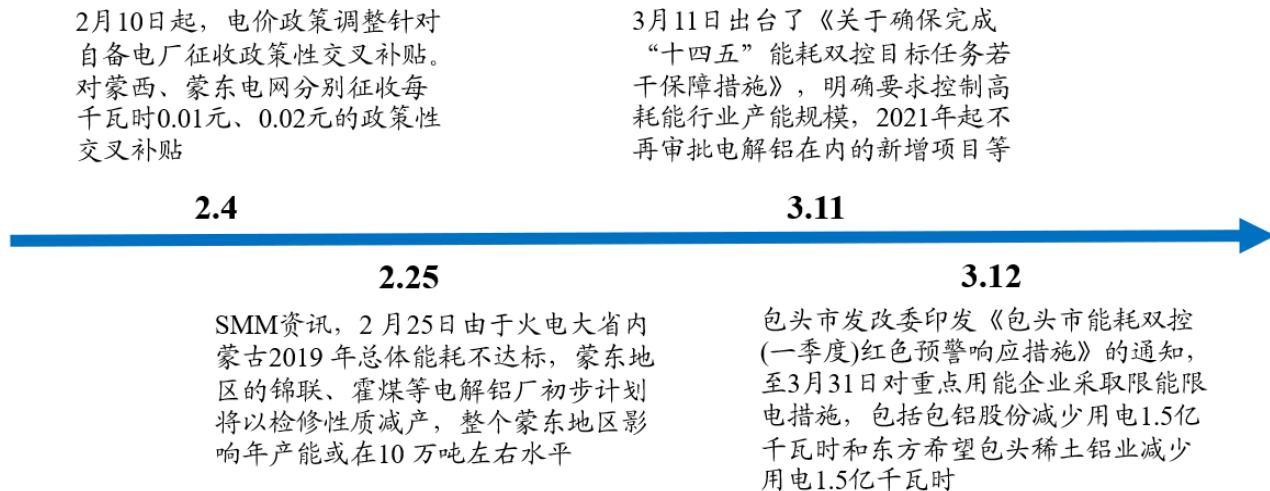 2月10日起，电价政策调整针对
自备电厂征收政策性交叉补贴。
对蒙西、蒙东电网分别征收每
千瓦时0.01元、0.02元的政策性
交叉补贴
2.4
2.25
SMM资讯，2 月25日由于火电大省内
蒙古2019 年总体能耗不达标，蒙东地
区的锦联、霍煤等电解铝厂初步计划
将以检修性质减产，整个蒙东地区影
响年产能或在10 万吨左右水平
3月11日出台了《关于确保完成
“十四五”能耗双控目标任务若
干保障措施》，明确要求控制高
耗能行业产能规模，2021年起不
再审批电解铝在内的新增项目等
3.11
3.12
包头市发改委印发《包头市能耗双控
(一季度)红色预警响应措施》的通知，
至3月31日对重点用能企业采取限能限
电措施，包括包铝股份减少用电1.5亿
千瓦时和东方希望包头稀土铝业减少
用电1.5亿千瓦时